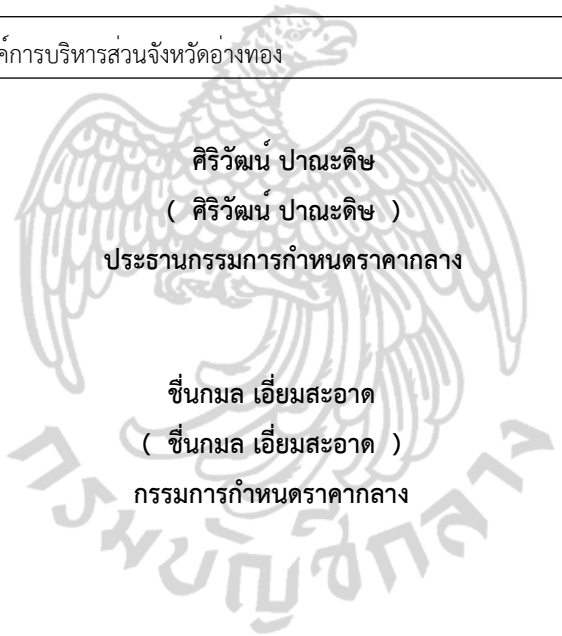 ค์การบริหารส่วนจังหวัดอ่างทอง
ศิริวัฒน์ ปาณะดิษ
( ศิริวัฒน์ ปาณะดิษ )
ประธานกรรมการกำหนดราคากลาง
ชื่นกมล เอี่ยมสะอาด
( ชื่นกมล เอี่ยมสะอาด )
กรรมการกำหนดราคากลาง
กรมบัญชีกลาง